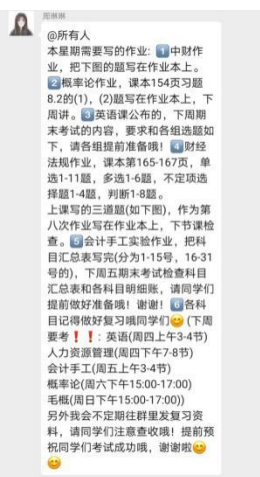 周琳琳
@所有人
本星期需要写的作业: 1️⃣中财作
业，把下图的题写在作业本上。
2️⃣概率论作业，课本154页习题
8.2的(1)，(2)题写在作业本上，下
周讲。3️⃣英语课公布的，下周期
末考试的内容，要求和各组选题如
下，请各组提前准备哦！4️⃣财经
法规作业，课本第165-167页，单
选1-11题，多选1-6题，不定项选
择题1-4题，判断1-8题。
上课写的三道题(如下图)，作为第
八次作业写在作业本上，下节课检
查。5️⃣会计手工实验作业，把科
目汇总表写完(分为1-15号，16-31
号的)，下周五期末考试检查科目
汇总表和各科目明细账，请同学们
提前做好准备哦！谢谢！6️⃣各科
目记得做好复习哦同学们😊(下周
要考❗❗: 英语(周四上午3-4节)
人力资源管理(周四下午7-8节)
会计手工(周五上午3-4节)
概率论(周六下午15:00-17:00)
毛概(周日下午15:00-17:00))
另外我会不定期往群里发复习资
料，请同学们注意查收哦！提前预
祝同学们考试成功哦，谢谢啦😊
😊